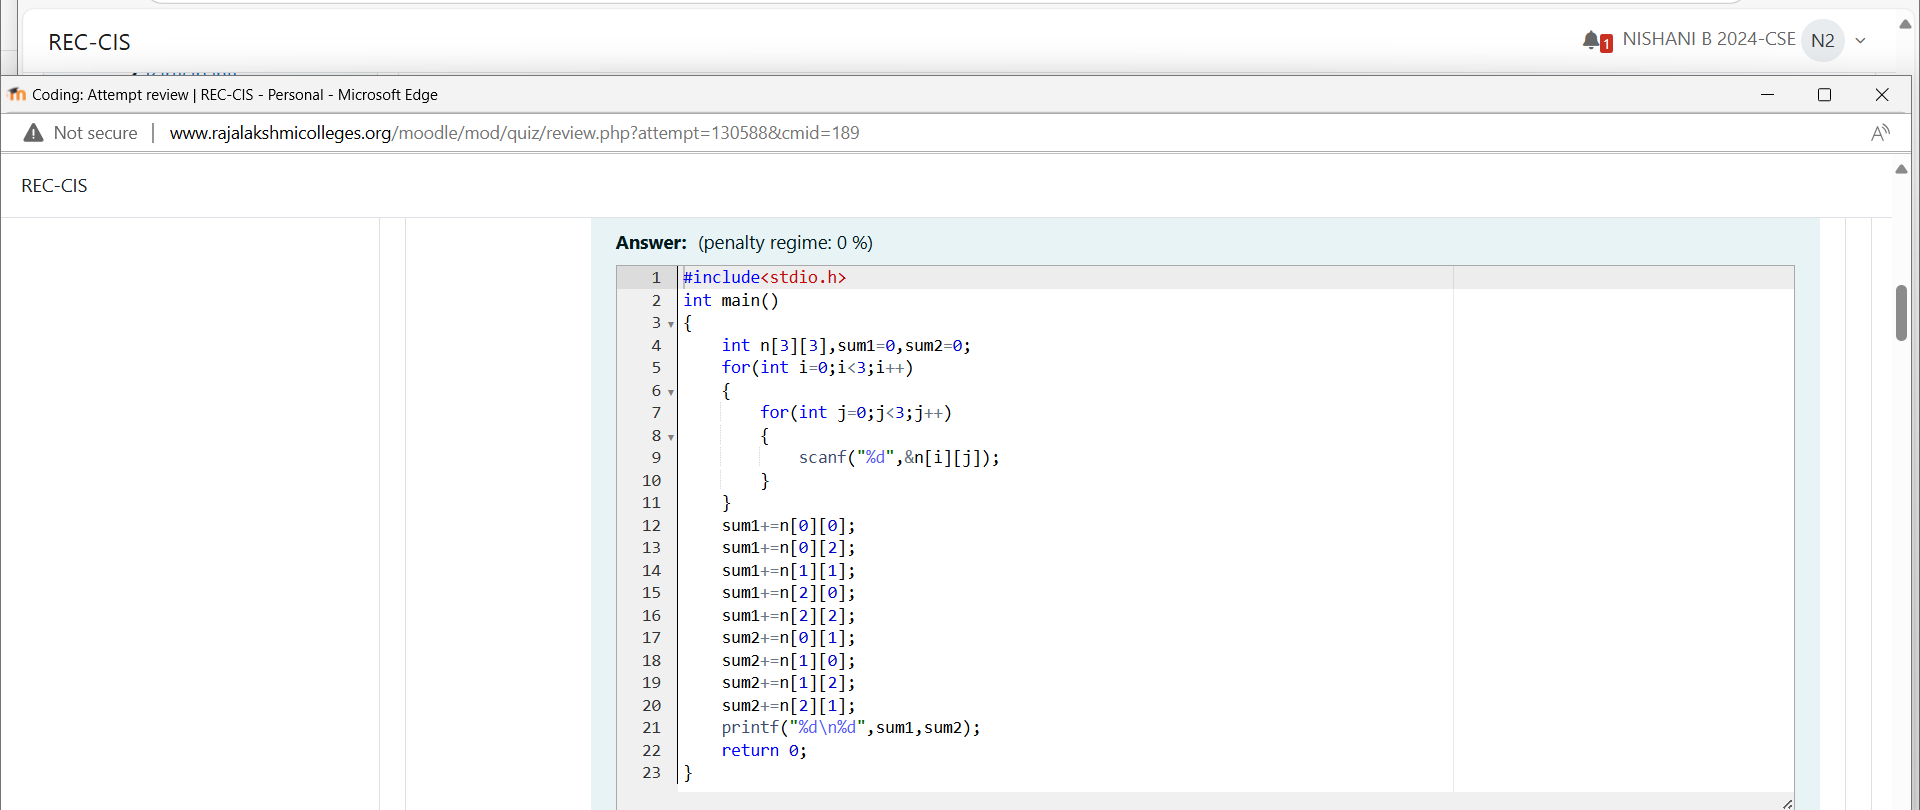 REC-CIS
1
NISHANI B 2024-CSE
N2
Coding: Attempt review | REC-CIS - Personal - Microsoft Edge
Not secure
www.rajalakshmicolleges.org/moodle/mod/quiz/review.php?attempt=130588&cmid=189
REC-CIS
Answer: (penalty regime: 0 %)
1 #include<stdio.h>
2 int main()
3 {
4 int n[3][3],sum1=0,sum2=0;
5 for(int i=0;i<3;i++)
6 {
7 for(int j=0;j<3;j++)
8 {
9 scanf("%d",&n[i][j]);
10 }
11 }
12 sum1+=n[0][0];
13 sum1+=n[0][2];
14 sum1+=n[1][1];
15 sum1+=n[2][0];
16 sum1+=n[2][2];
17 sum2+=n[0][1];
18 sum2+=n[1][0];
19 sum2+=n[1][2];
20 sum2+=n[2][1];
21 printf("%d\n%d",sum1,sum2);
22 return 0;
23 }